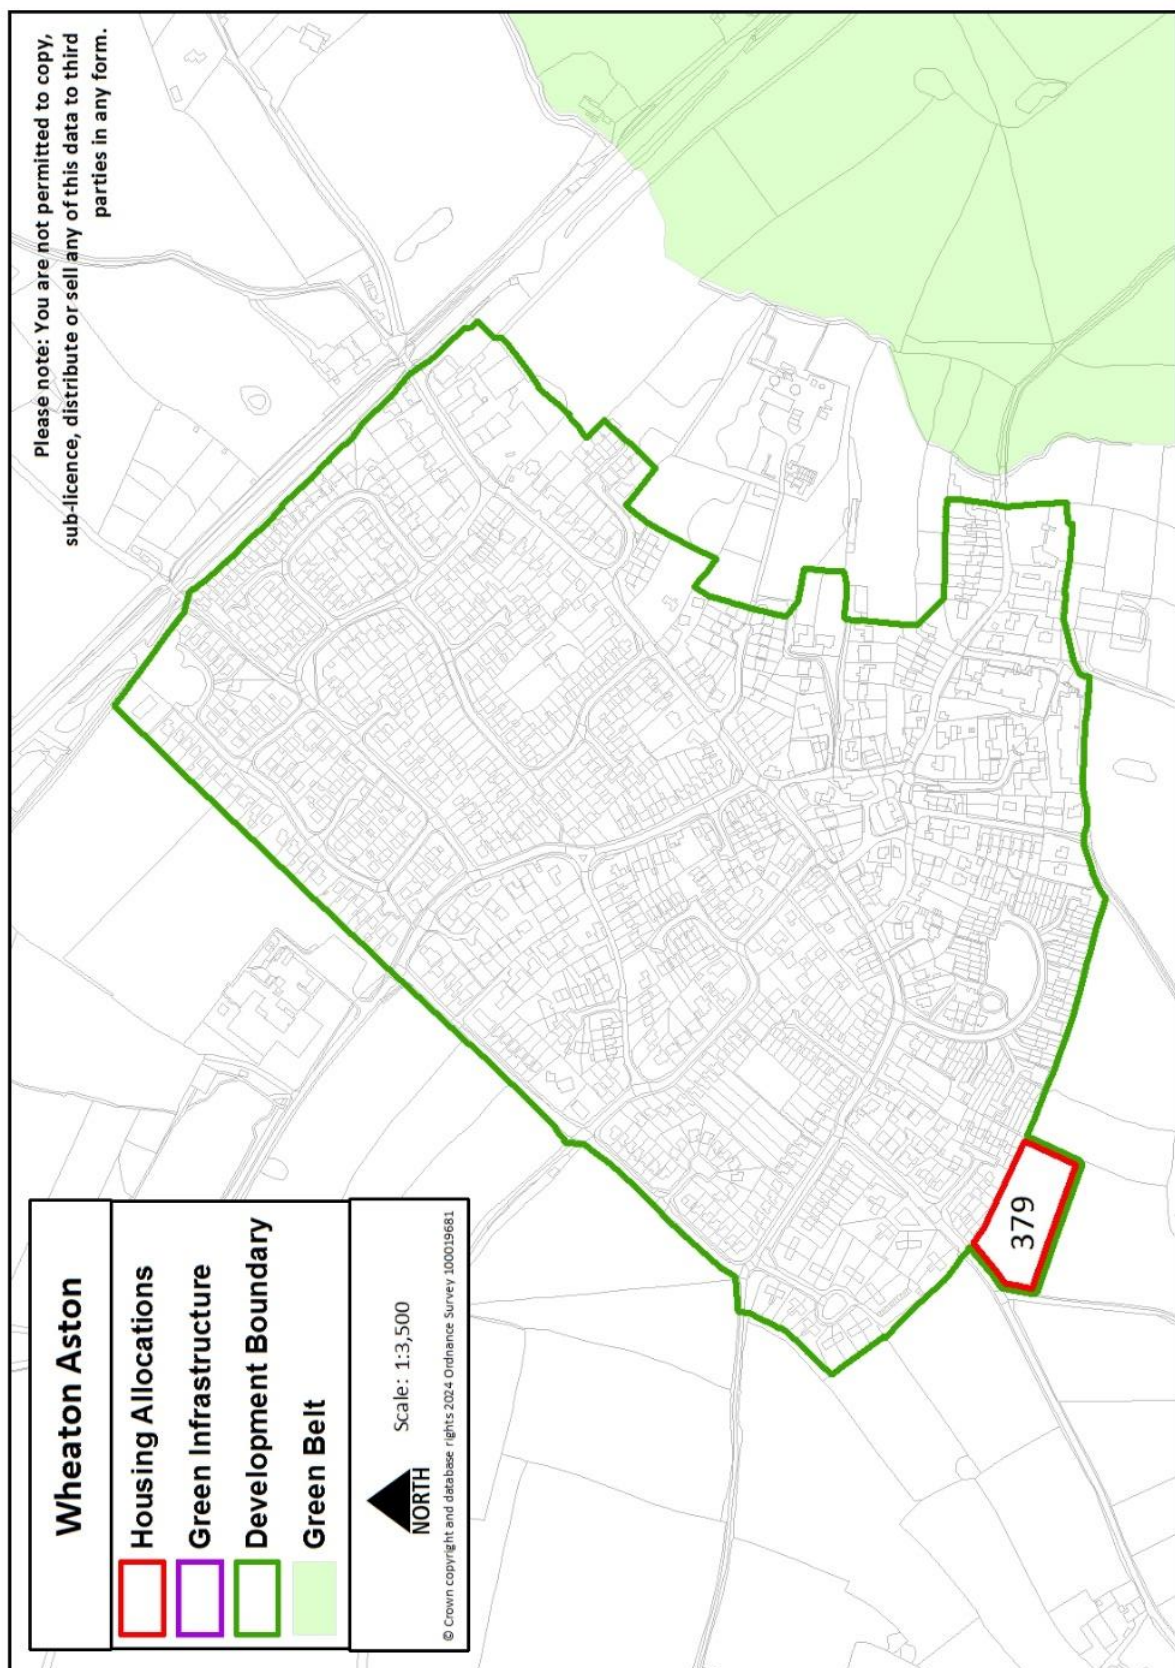 Please note: You are not permitted to copy,
sub-licence, distribute or sell any of this data to third
parties in any form.
Wheaton Aston
Housing Allocations
Green Infrastructure
Development Boundary
Green Belt
NORTH
Scale: 1:3,500
© Crown copyright and database rights 2024 Ordnance Survey 100019681
379